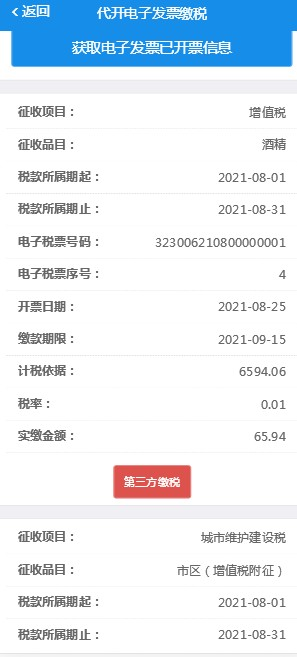 返回 代开电子发票缴税
获取电子发票已开票信息
征收项目： 增值税
征收品目： 酒精
税款所属期起： 2021-08-01
税款所属期止： 2021-08-31
电子税票号码： 323006210800000001
电子税票序号： 4
开票日期： 2021-08-25
缴款期限： 2021-09-15
计税依据： 6594.06
税率： 0.01
实缴金额： 65.94
第三方缴税
征收项目： 城市维护建设税
征收品目： 市区（增值税附征）
税款所属期起： 2021-08-01
税款所属期止： 2021-08-31